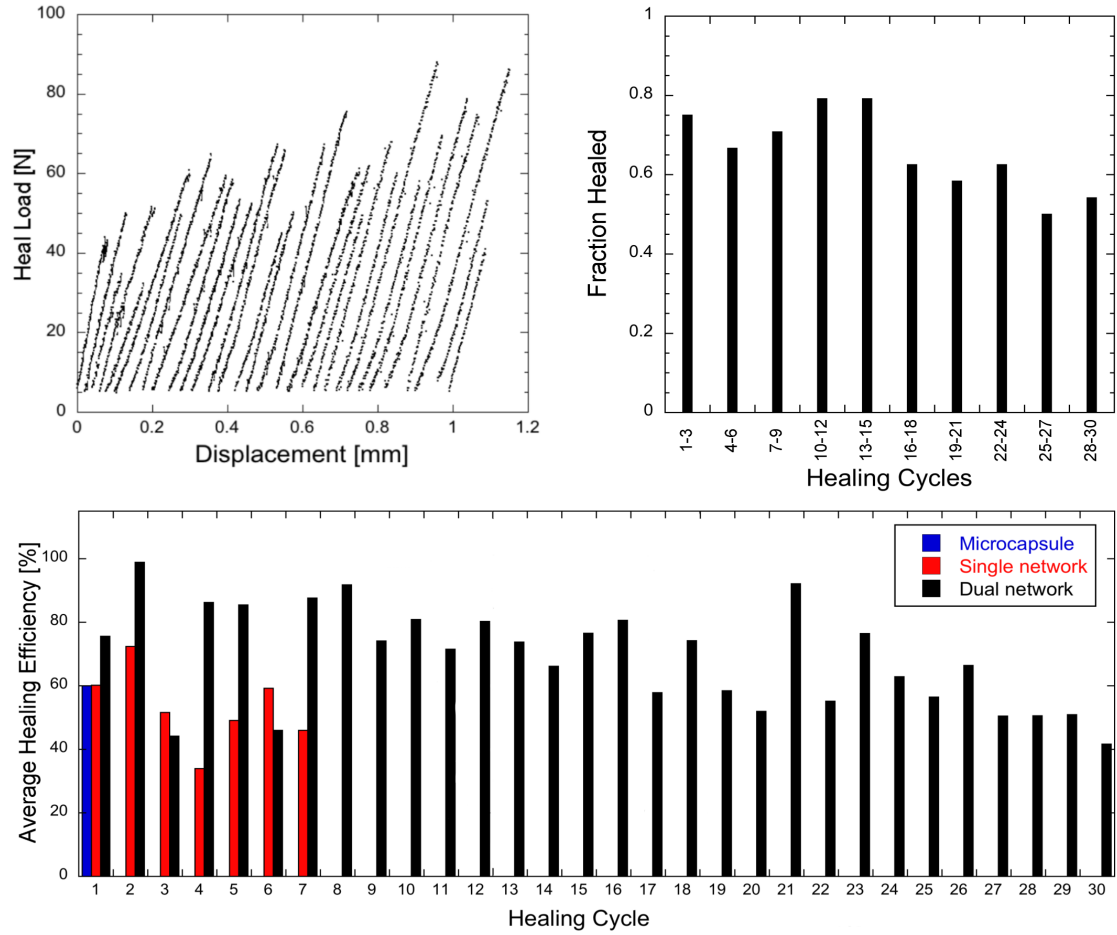 100
80
60
40
20
0
Heal Load [N]
0 0.2 0.4 0.6 0.8 1 1.2
Displacement [mm]
1
0.8
0.6
0.4
0.2
0
Fraction Healed
1-3 4-6 7-9 10-12 13-15 16-18 19-21 22-24 25-27 28-30
Healing Cycles
100
80
60
40
20
0
Average Healing Efficiency [%]
Microcapsule
Single network
Dual network
1 2 3 4 5 6 7 8 9 10 11 12 13 14 15 16 17 18 19 20 21 22 23 24 25 26 27 28 29 30
Healing Cycle